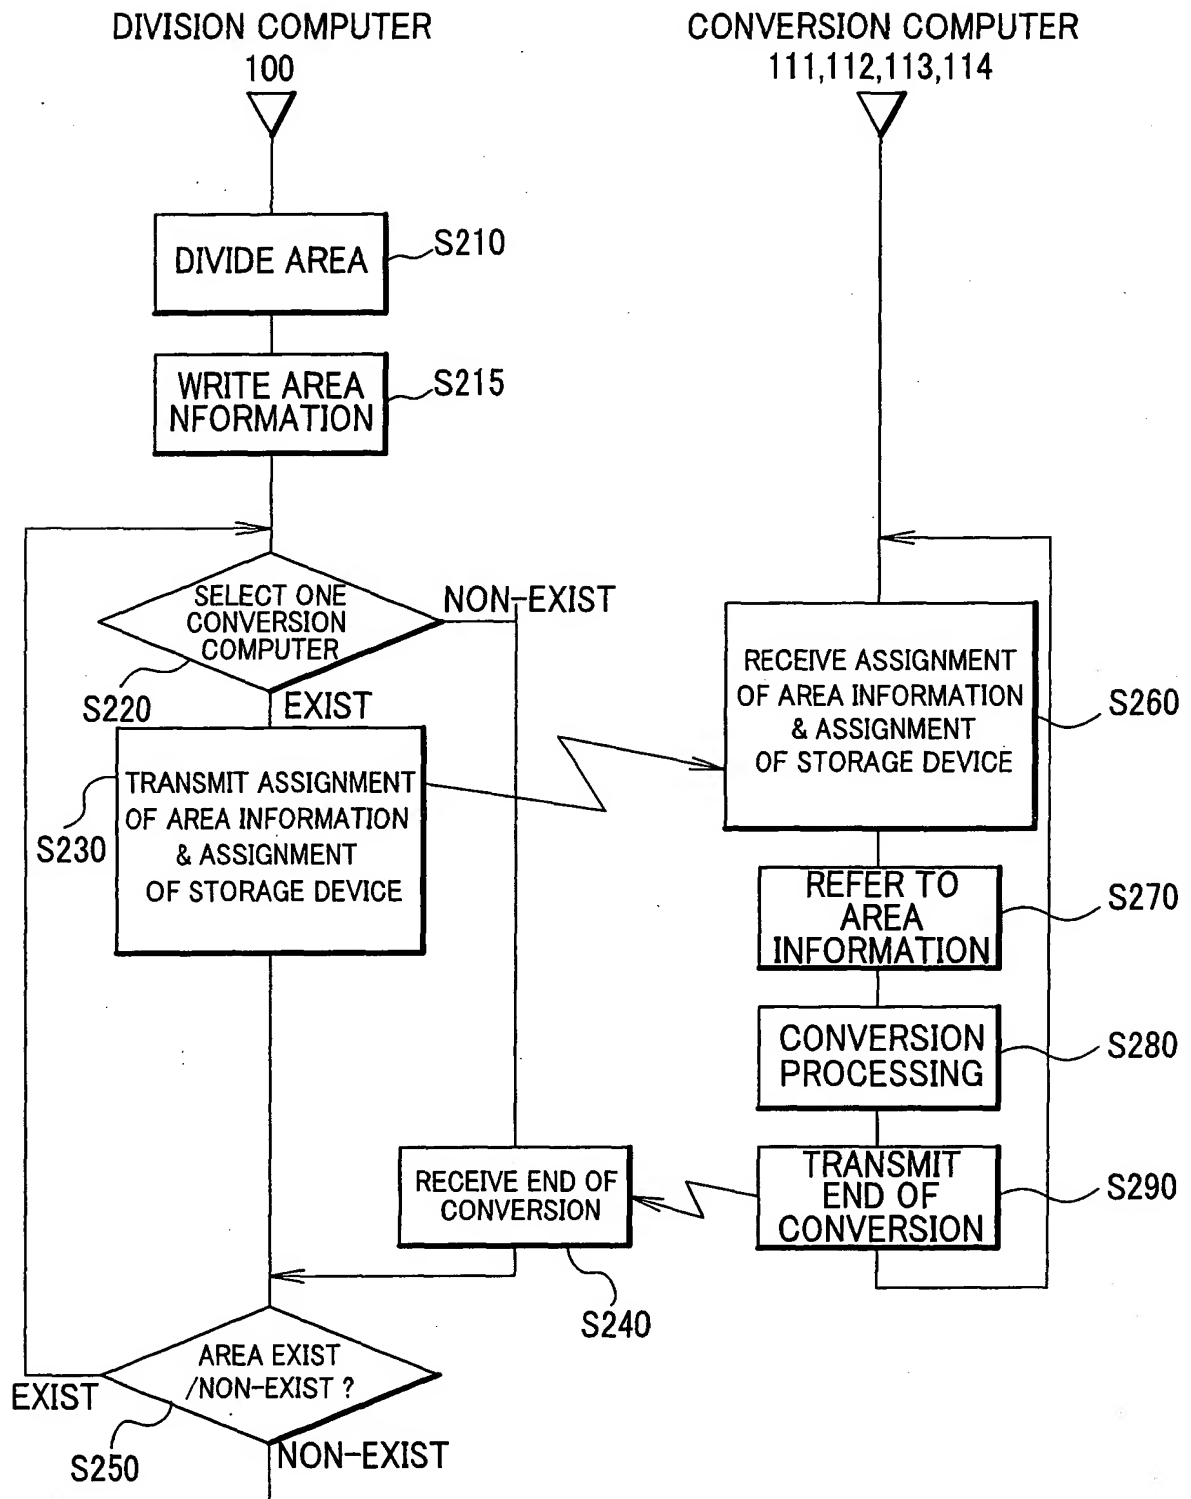 DIVISION COMPUTER
100
CONVERSION COMPUTER
111,112,113,114
DIVIDE AREA
S210
WRITE AREA
NFORMATION
S215
SELECT ONE
CONVERSION
COMPUTER
NON-EXIST
S220
EXIST
TRANSMIT ASSIGNMENT
OF AREA INFORMATION
& ASSIGNMENT
OF STORAGE DEVICE
S230
RECEIVE ASSIGNMENT
OF AREA INFORMATION
& ASSIGNMENT
OF STORAGE DEVICE
S260
REFER TO
AREA
INFORMATION
S270
CONVERSION
PROCESSING
S280
RECEIVE END OF
CONVERSION
S240
TRANSMIT
END OF
CONVERSION
S290
AREA EXIST
/NON-EXIST ?
EXIST
S250
NON-EXIST